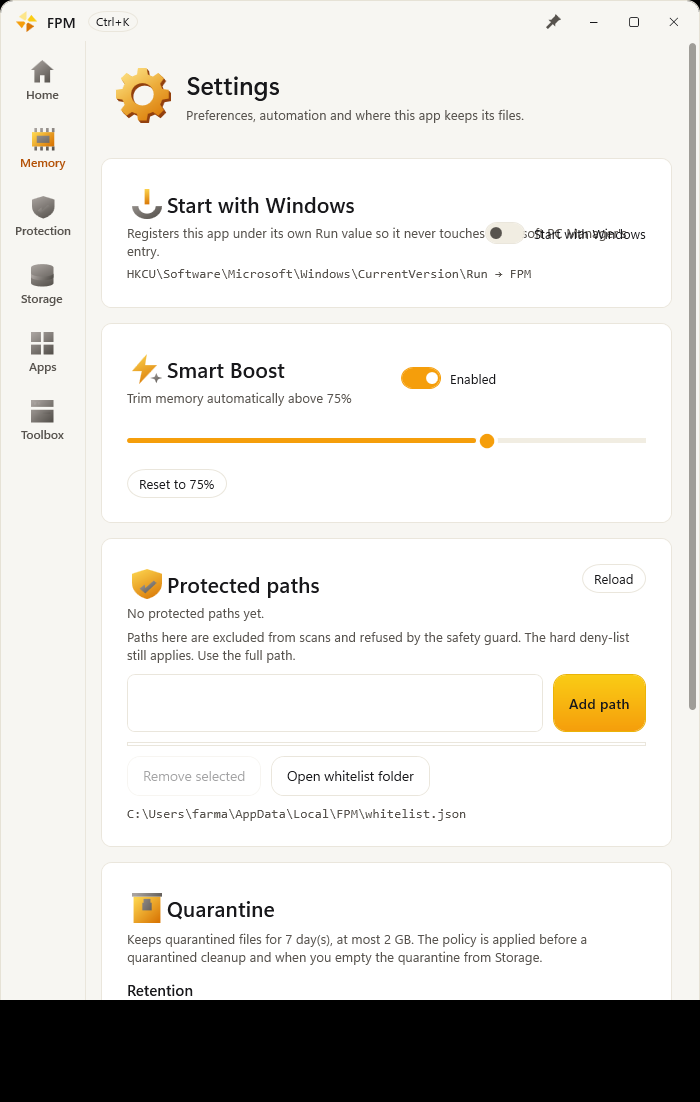 FPM
Ctrl+K
Home
Memory
Protection
Storage
Apps
Toolbox
Settings
Preferences, automation and where this app keeps its files.
Start with Windows
Registers this app under its own Run value so it never touches soft PC Manager's
entry.
Start with Windows
HKCU\Software\Microsoft\Windows\CurrentVersion\Run → FPM
Smart Boost
Enabled
Trim memory automatically above 75%
Reset to 75%
Protected paths
Reload
No protected paths yet.
Paths here are excluded from scans and refused by the safety guard. The hard deny-list
still applies. Use the full path.
Add path
Remove selected
Open whitelist folder
C:\Users\farma\AppData\Local\FPM\whitelist.json
Quarantine
Keeps quarantined files for 7 day(s), at most 2 GB. The policy is applied before a
quarantined cleanup and when you empty the quarantine from Storage.
Retention